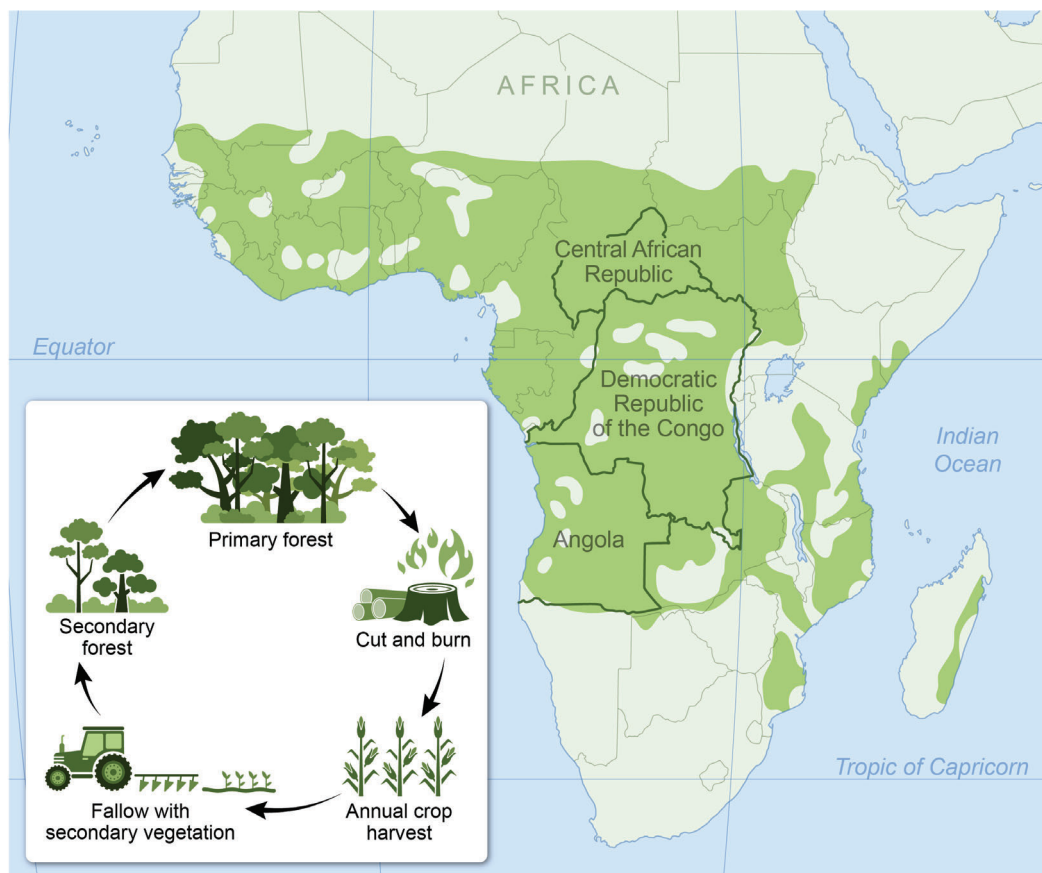 AFRICA
Central African
Republic
Equator
Democratic
Republic
of the Congo
Indian
Ocean
Angola
Tropic of Capricorn
Primary forest
Cut and burn
Annual crop
harvest
Fallow with
secondary vegetation
Secondary
forest